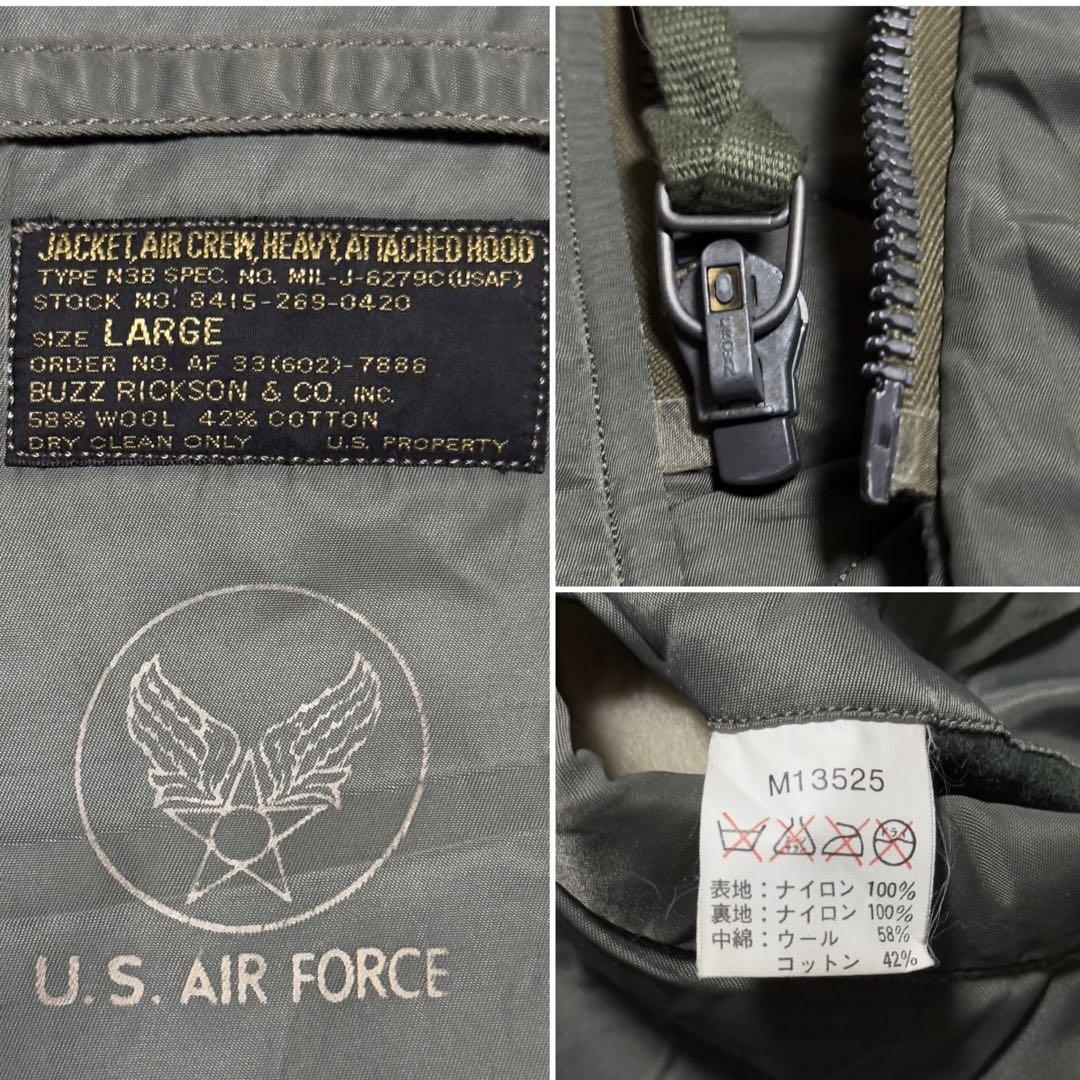 JACKET, AIR CREW, HEAVY, ATTACHED HOOD
TYPE N3B SPEC. NO. MIL-J-6279C(USAF)
STOCK NO. 8415-269-0420
SIZE LARGE
ORDER NO. AF 33(602)-7886
BUZZ RICKSON & CO., INC.
58% WOOL 42% COTTON
DRY CLEAN ONLY U.S. PROPERTY
U.S. AIR FORCE
M13525
ドライ
表地:ナイロン 100%
裏地:ナイロン 100%
中綿:ウール 58%
コットン 42%